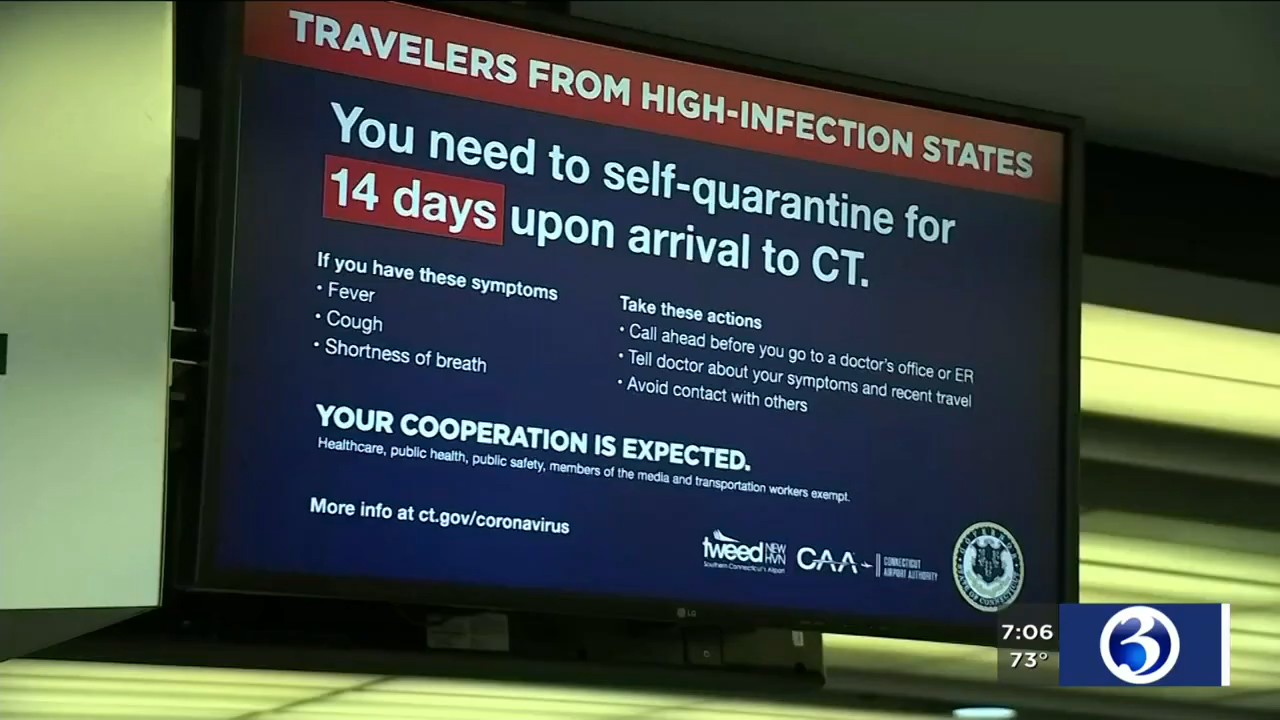 TRAVELERS FROM HIGH-INFECTION STATES
You need to self-quarantine for
14 days upon arrival to CT.
If you have these symptoms
• Fever
• Cough
• Shortness of breath
Take these actions
• Call ahead before you go to a doctor's office or ER
• Tell doctor about your symptoms and recent travel
• Avoid contact with others
YOUR COOPERATION IS EXPECTED.
Healthcare, public health, public safety, members of the media and transportation workers exempt.
More info at ct.gov/coronavirus
tweed NEW HVN
Southern Connecticut's Airport
CAA
CONNECTICUT
AIRPORT AUTHORITY
LG
7:06
73°
3